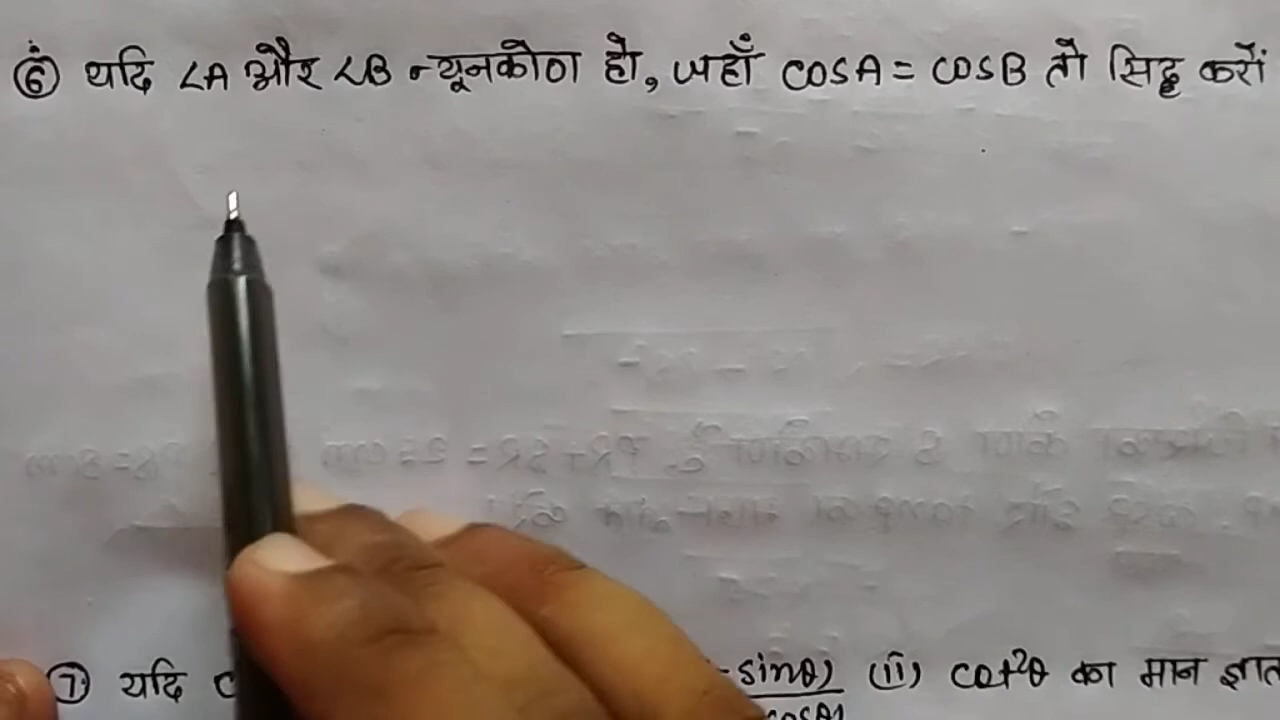 ⑥ यदि ∠A और ∠B न्यूनकोण हो, जहाँ COSA = COSB तो सिद्ध करों
⑦ यदि -sinθ) (ii) cot²θ का मान ज्ञात